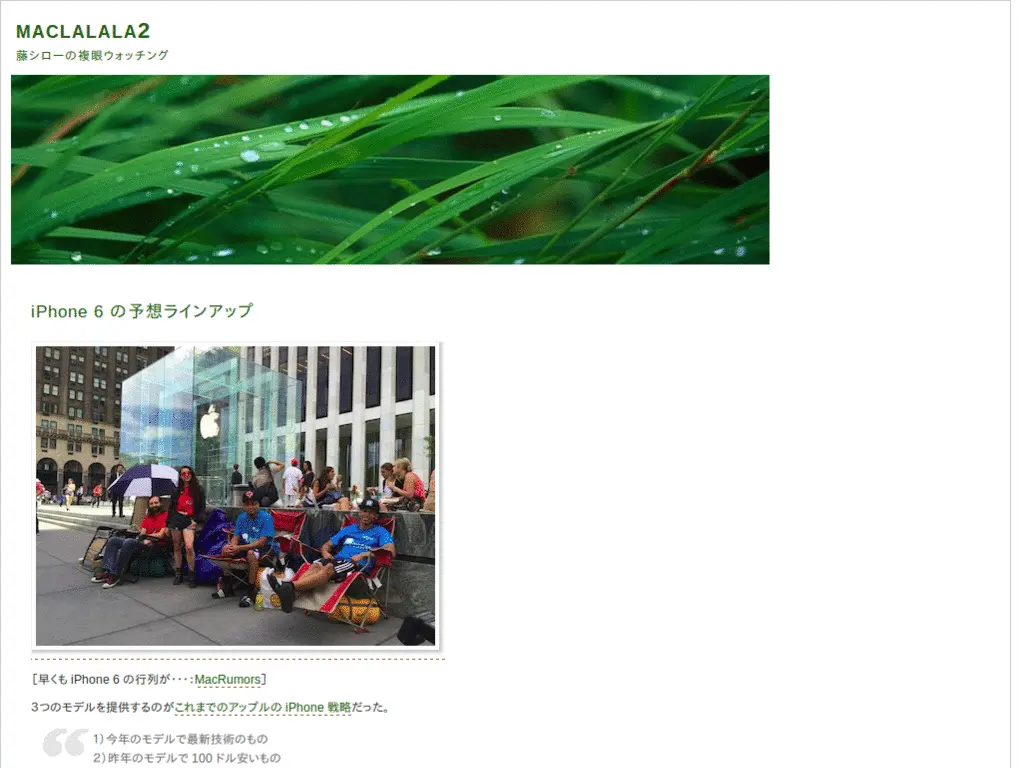 MACLALALA2
藤シローの複眼ウォッチング
iPhone 6 の予想ラインアップ
［早くも iPhone 6 の行列が・・・：MacRumors］
３つのモデルを提供するのがこれまでのアップルの iPhone 戦略だった。
１）今年のモデルで最新技術のもの
２）昨年のモデルで 100 ドル安いもの